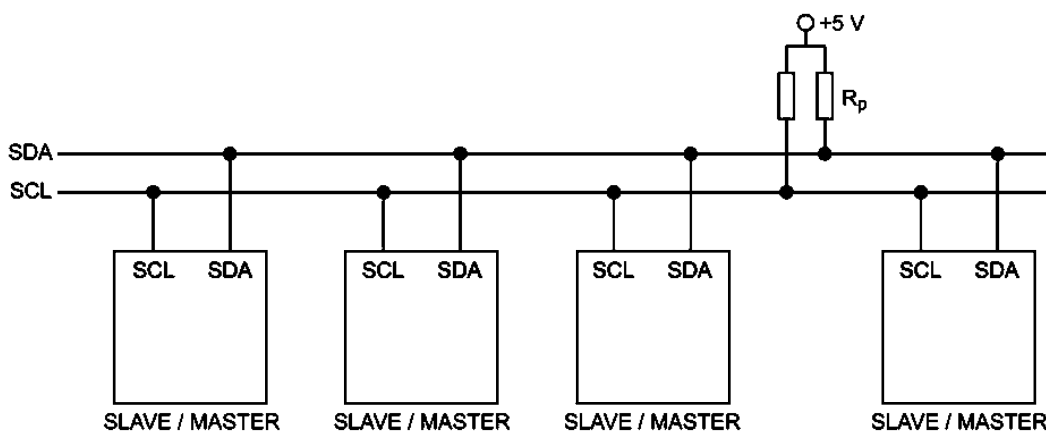 +5 V
Rp
SDA
SCL
SCL SDA SCL SDA SCL SDA SCL SDA
SLAVE / MASTER SLAVE / MASTER SLAVE / MASTER SLAVE / MASTER